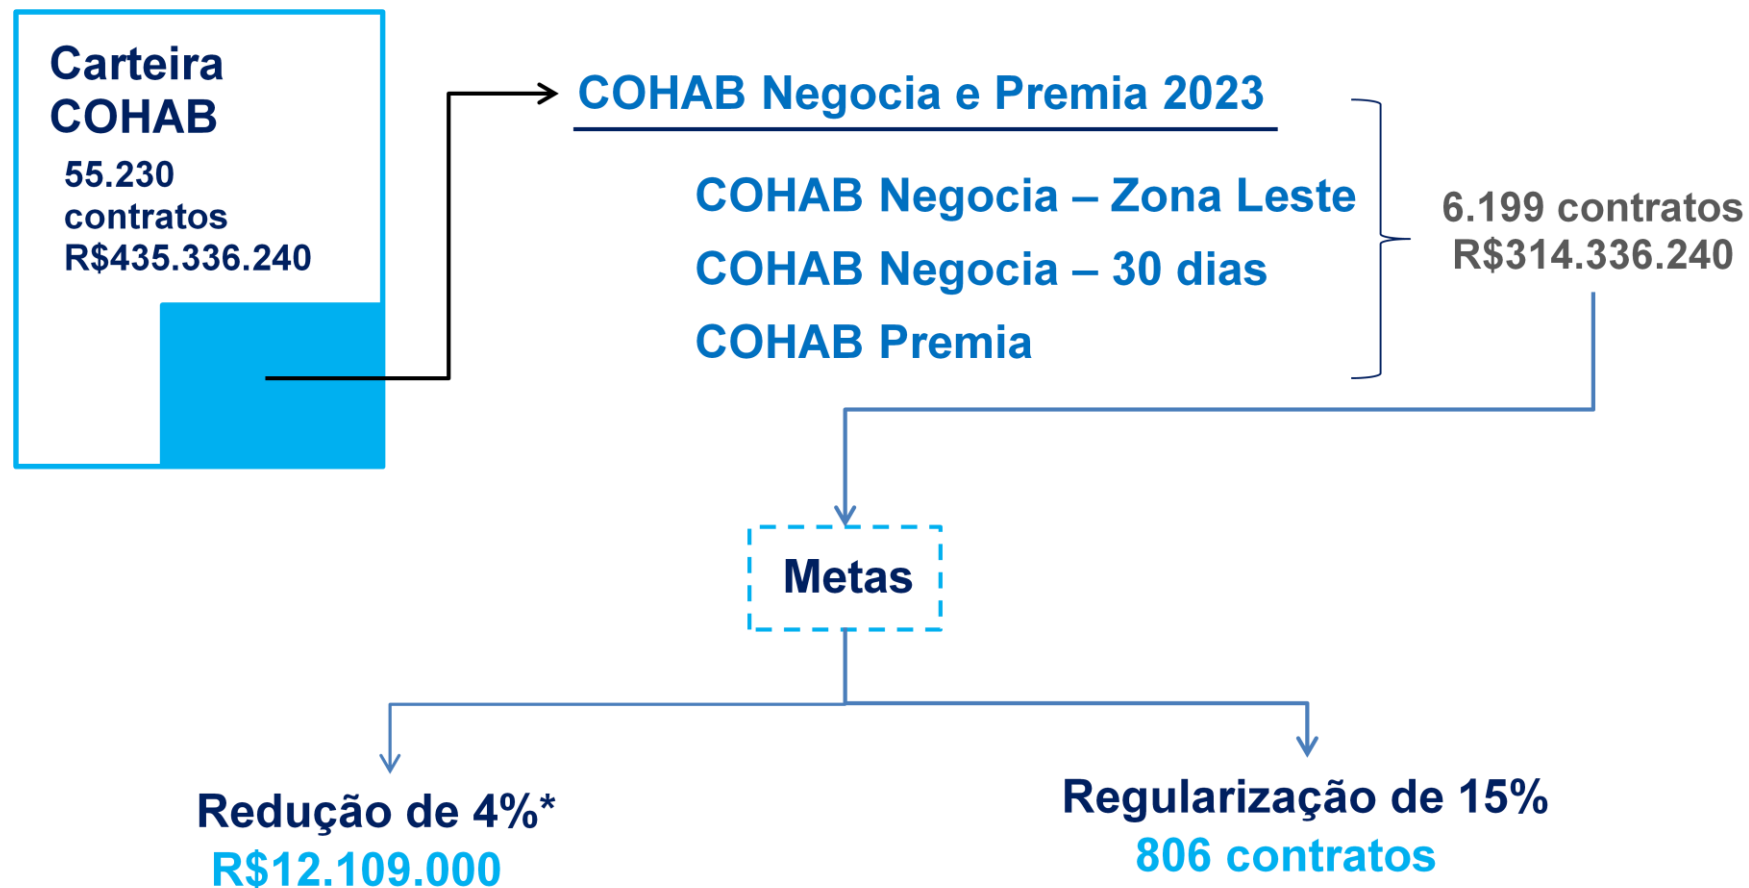 Carteira
COHAB
55.230
contratos
R$435.336.240
COHAB Negocia e Premia 2023
COHAB Negocia – Zona Leste
COHAB Negocia – 30 dias
COHAB Premia
6.199 contratos
R$314.336.240
Metas
Redução de 4%*
R$12.109.000
Regularização de 15%
806 contratos